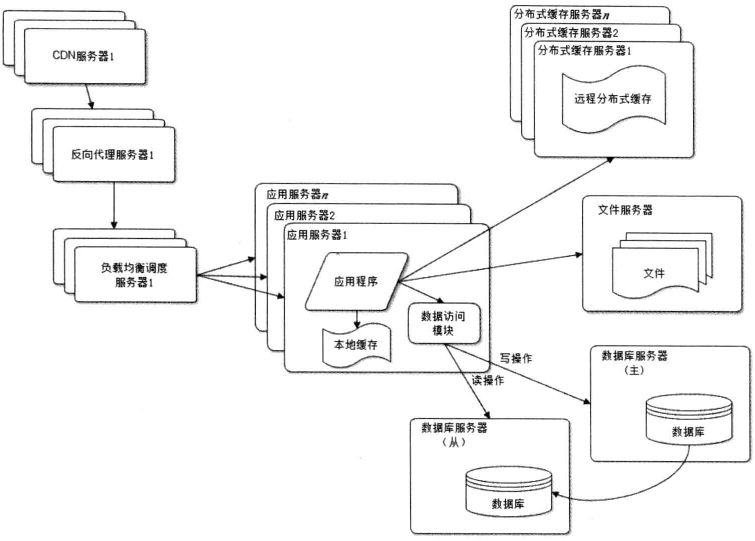 CDN服务器1
反向代理服务器1
负载均衡调度
服务器1
应用服务器n
应用服务器2
应用服务器1
应用程序
本地缓存
数据访问
模块
分布式缓存服务器n
分布式缓存服务器2
分布式缓存服务器1
远程分布式缓存
文件服务器
文件
写操作
读操作
数据库服务器
（主）
数据库
数据库服务器
（从）
数据库